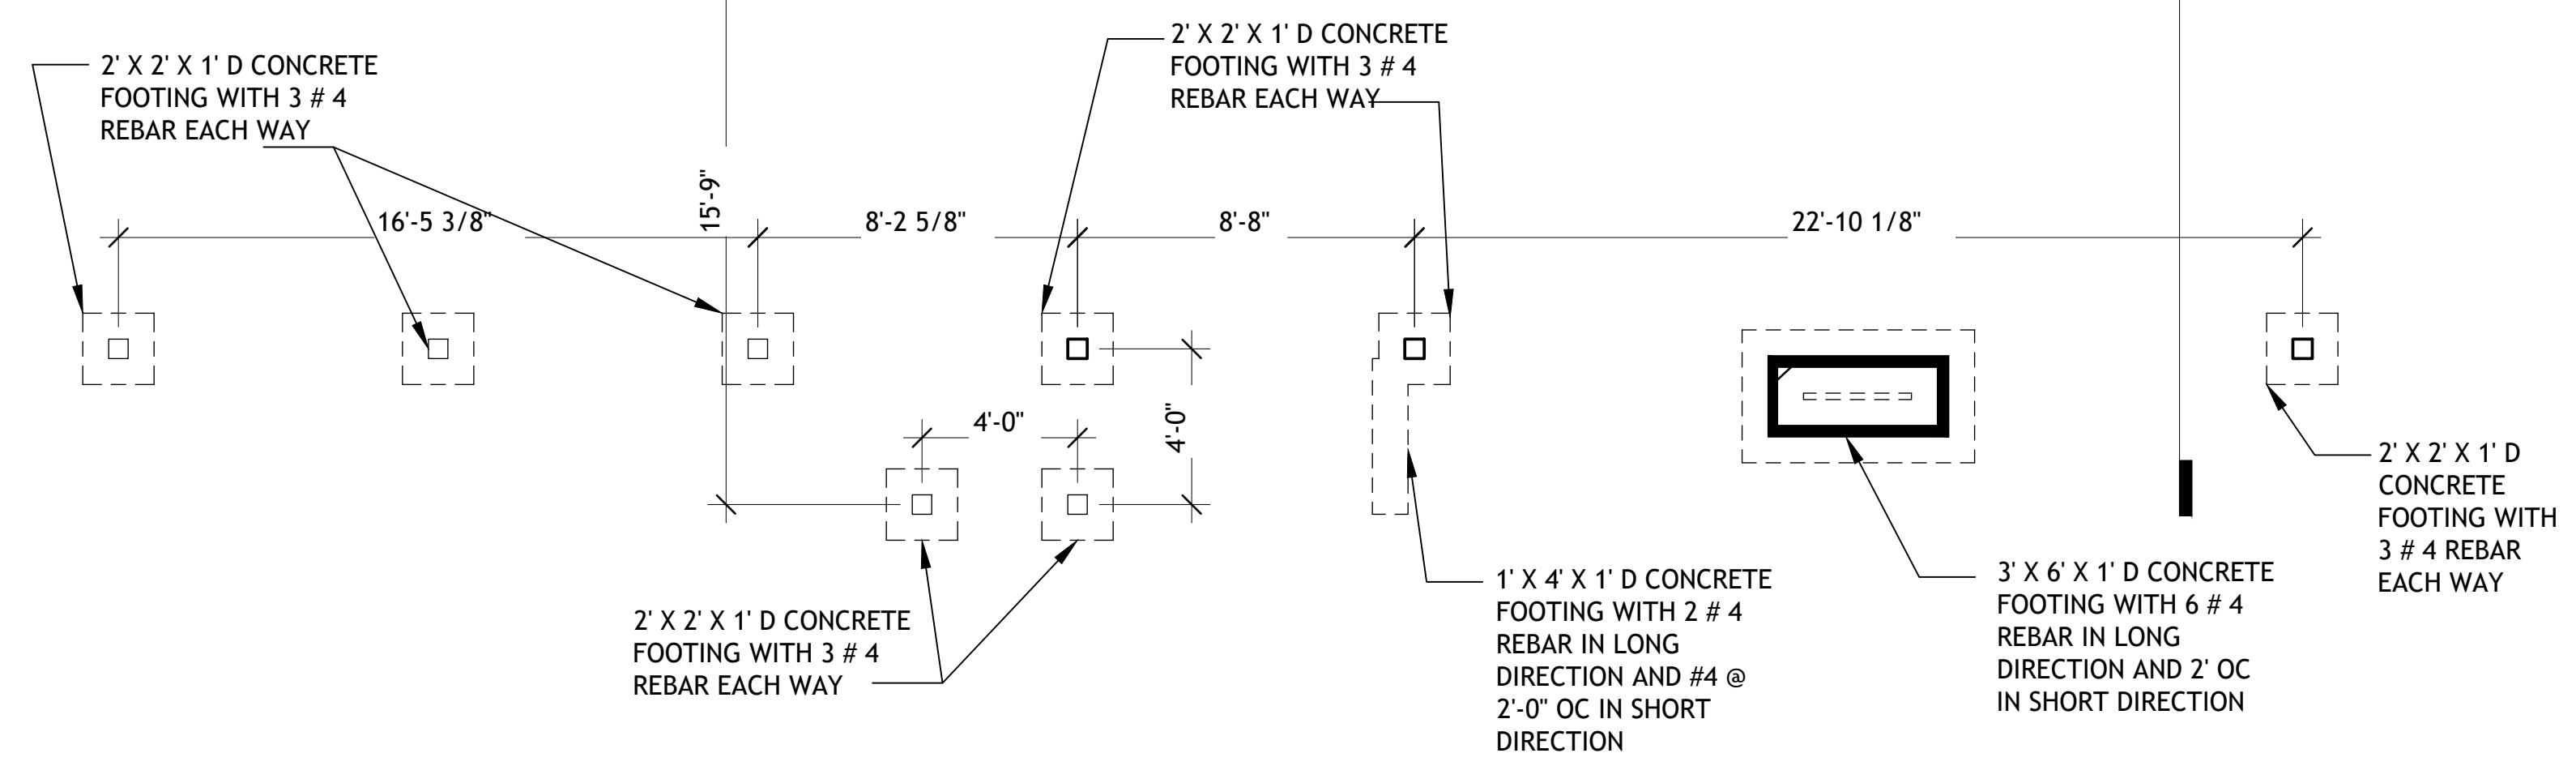 2' X 2' X 1' D CONCRETE
FOOTING WITH 3 # 4
REBAR EACH WAY
2' X 2' X 1' D CONCRETE
FOOTING WITH 3 # 4
REBAR EACH WAY
16'-5 3/8"
15'-9"
8'-2 5/8"
8'-8"
22'-10 1/8"
4'-0"
4'-0"
2' X 2' X 1' D CONCRETE
FOOTING WITH 3 # 4
REBAR EACH WAY
1' X 4' X 1' D CONCRETE
FOOTING WITH 2 # 4
REBAR IN LONG
DIRECTION AND #4 @
2'-0" OC IN SHORT
DIRECTION
3' X 6' X 1' D CONCRETE
FOOTING WITH 6 # 4
REBAR IN LONG
DIRECTION AND 2' OC
IN SHORT DIRECTION
2' X 2' X 1' D
CONCRETE
FOOTING WITH
3 # 4 REBAR
EACH WAY